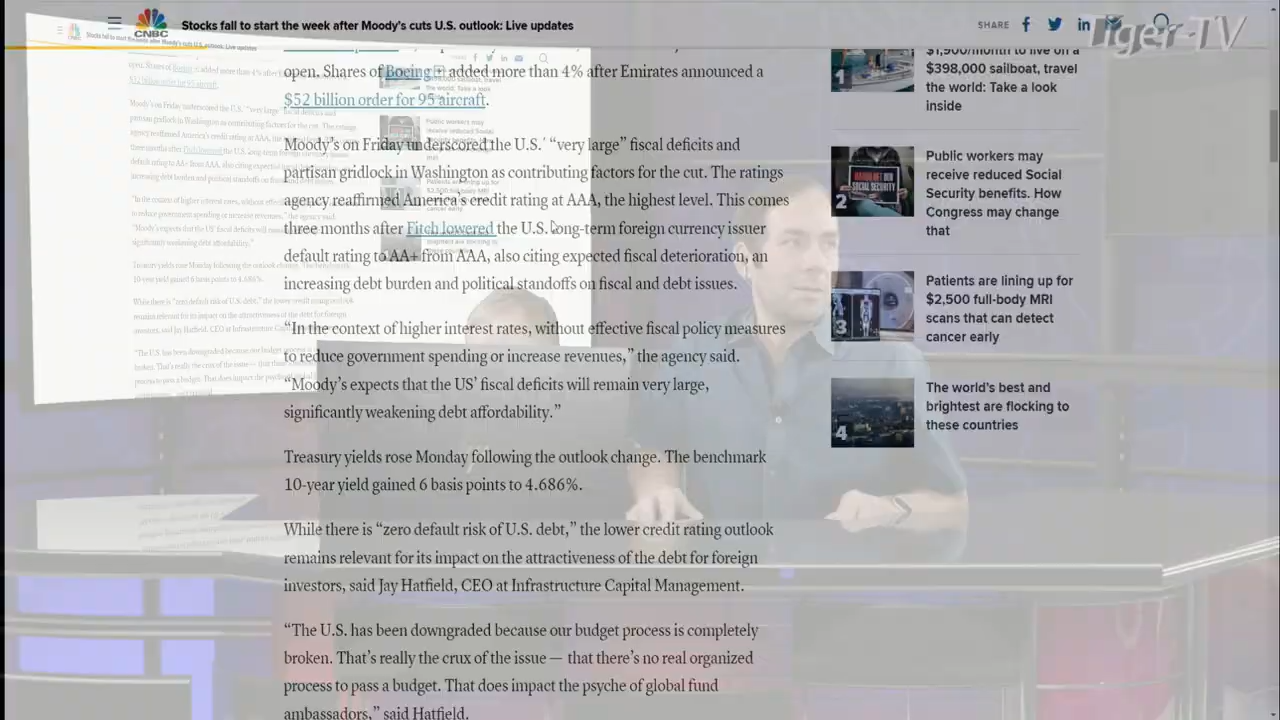 Stocks fall to start the week after Moody's cuts U.S. outlook: Live updates
CNBC
SHARE
Tiger-TV
open. Shares of Boeing added more than 4% after Emirates announced a
$52 billion order for 95 aircraft.
Moody's on Friday underscored the U.S.' “very large” fiscal deficits and
partisan gridlock in Washington as contributing factors for the cut. The ratings
agency reaffirmed America's credit rating at AAA, the highest level. This comes
three months after Fitch lowered the U.S. long-term foreign currency issuer
default rating to AA+ from AAA, also citing expected fiscal deterioration, an
increasing debt burden and political standoffs on fiscal and debt issues.
“In the context of higher interest rates, without effective fiscal policy measures
to reduce government spending or increase revenues,” the agency said.
“Moody's expects that the US' fiscal deficits will remain very large,
significantly weakening debt affordability.”
Treasury yields rose Monday following the outlook change. The benchmark
10-year yield gained 6 basis points to 4.686%.
While there is “zero default risk of U.S. debt,” the lower credit rating outlook
remains relevant for its impact on the attractiveness of the debt for foreign
investors, said Jay Hatfield, CEO at Infrastructure Capital Management.
“The U.S. has been downgraded because our budget process is completely
broken. That's really the crux of the issue — that there's no real organized
process to pass a budget. That does impact the psyche of global fund
ambassadors,” said Hatfield.
1
$1,900/month to live on a
$398,000 sailboat, travel
the world: Take a look
inside
2
Public workers may
receive reduced Social
Security benefits. How
Congress may change
that
3
Patients are lining up for
$2,500 full-body MRI
scans that can detect
cancer early
4
The world's best and
brightest are flocking to
these countries